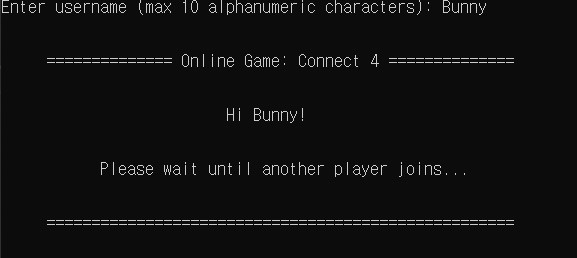 Enter username (max 10 alphanumeric characters): Bunny
============== Online Game: Connect 4 ==============
Hi Bunny!
Please wait until another player joins...
====================================================